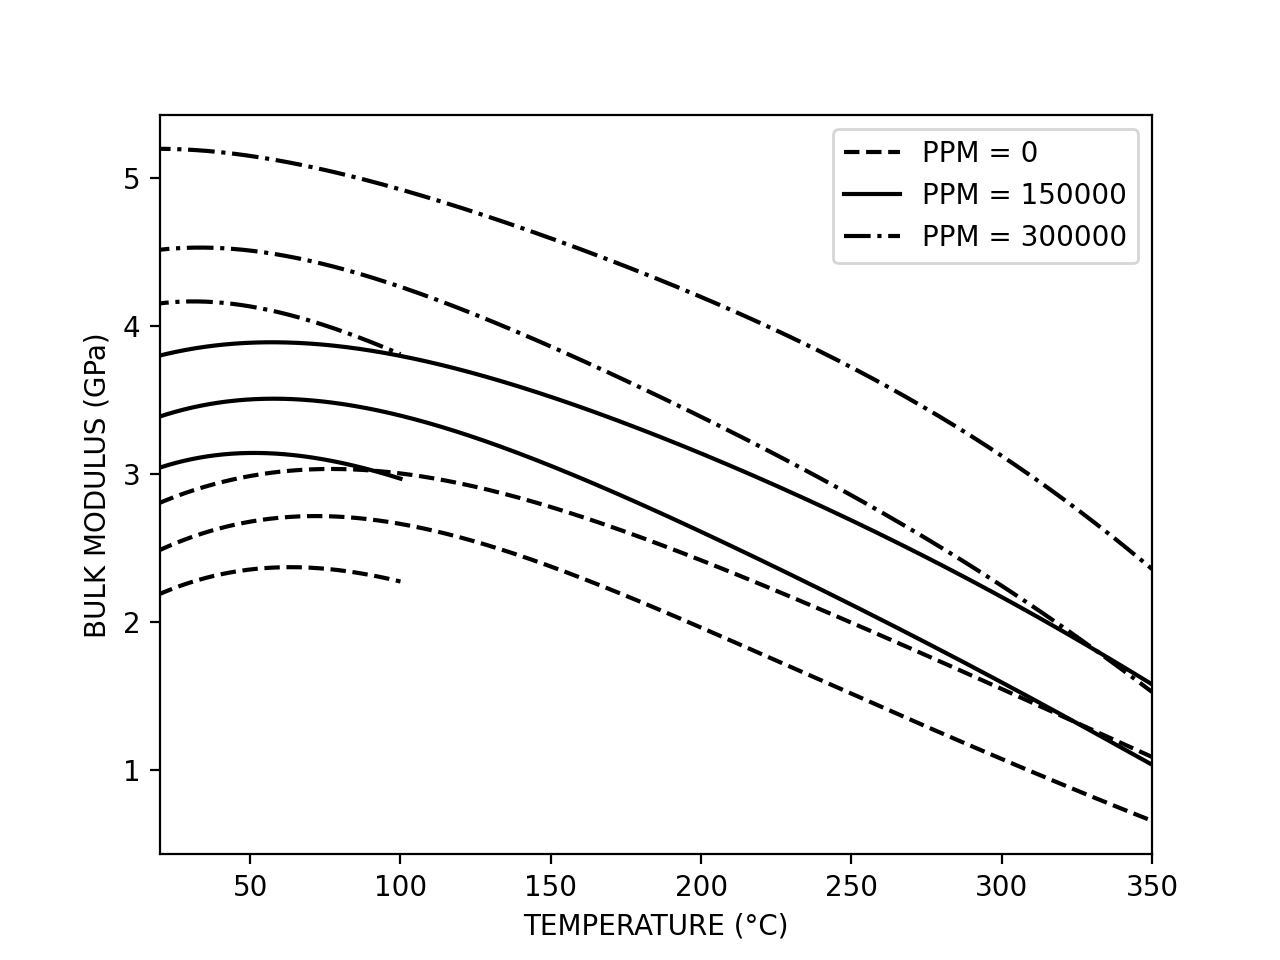 PPM = 0
PPM = 150000
PPM = 300000
BULK MODULUS (GPa)
5
4
3
2
1
50 100 150 200 250 300 350
TEMPERATURE (°C)